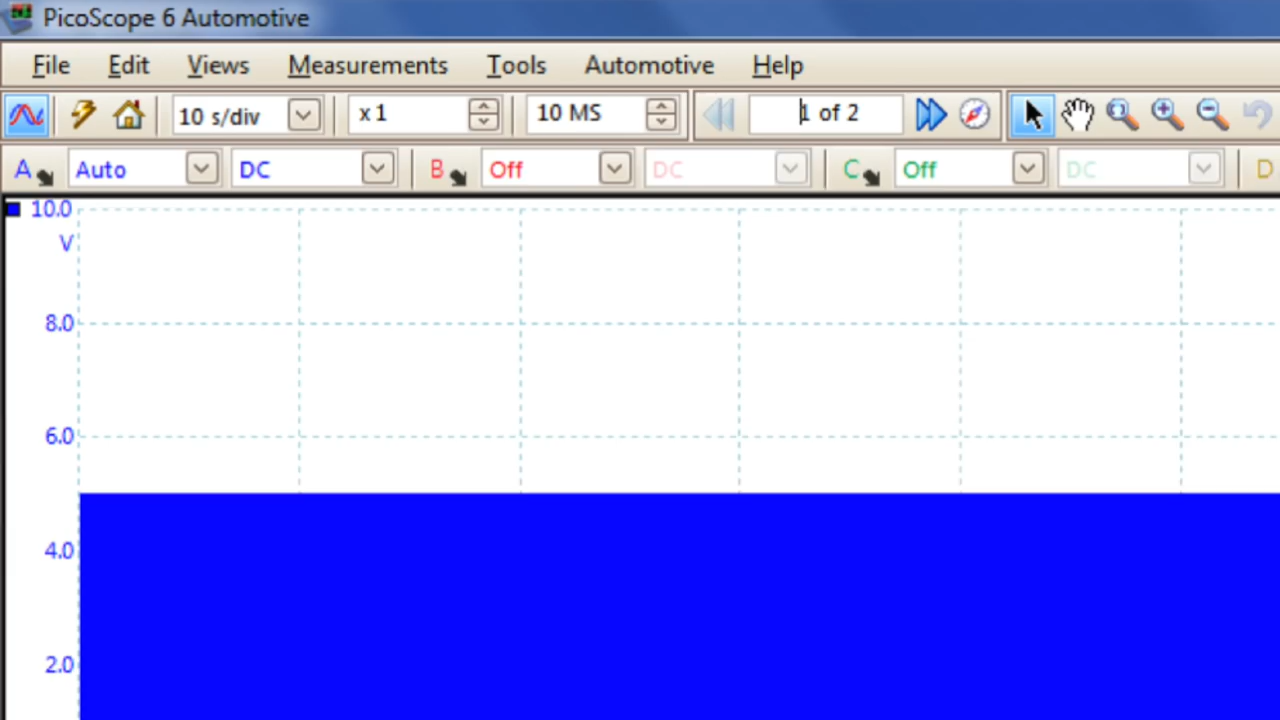 PicoScope 6 Automotive
File Edit Views Measurements Tools Automotive Help
10 s/div x 1 10 MS 1 of 2
A Auto DC B Off DC C Off DC D
10.0
V
8.0
6.0
4.0
2.0